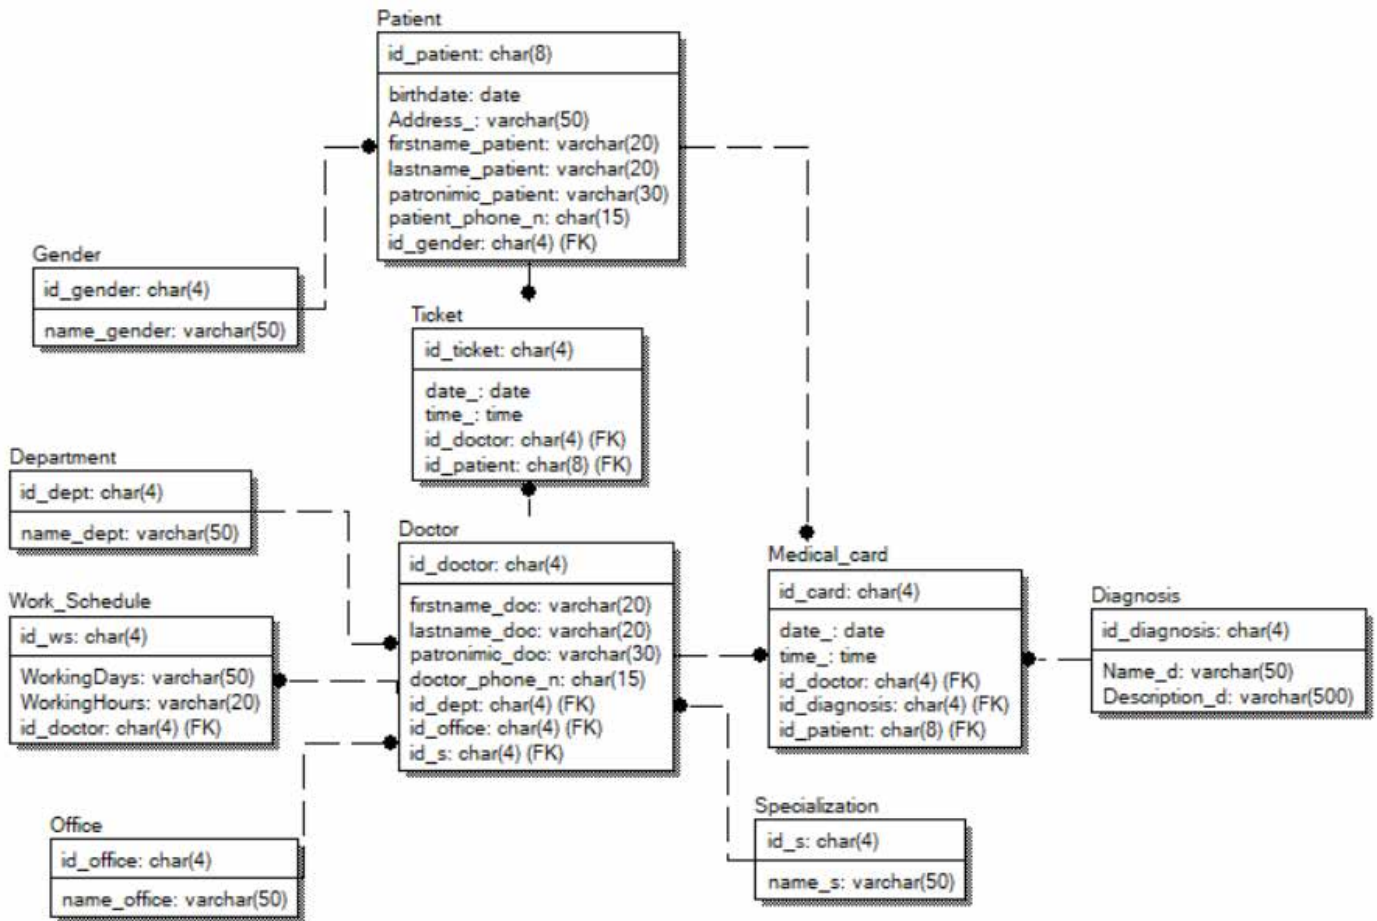 Patient
id_patient: char(8)
birthdate: date
Address_: varchar(50)
firstname_patient: varchar(20)
lastname_patient: varchar(20)
patronimic_patient: varchar(30)
patient_phone_n: char(15)
id_gender: char(4) (FK)
Gender
id_gender: char(4)
name_gender: varchar(50)
Ticket
id_ticket: char(4)
date_: date
time_: time
id_doctor: char(4) (FK)
id_patient: char(8) (FK)
Department
id_dept: char(4)
name_dept: varchar(50)
Work_Schedule
id_ws: char(4)
WorkingDays: varchar(50)
WorkingHours: varchar(20)
id_doctor: char(4) (FK)
Doctor
id_doctor: char(4)
firstname_doc: varchar(20)
lastname_doc: varchar(20)
patronimic_doc: varchar(30)
doctor_phone_n: char(15)
id_dept: char(4) (FK)
id_office: char(4) (FK)
id_s: char(4) (FK)
Medical_card
id_card: char(4)
date_: date
time_: time
id_doctor: char(4) (FK)
id_diagnosis: char(4) (FK)
id_patient: char(8) (FK)
Diagnosis
id_diagnosis: char(4)
Name_d: varchar(50)
Description_d: varchar(500)
Office
id_office: char(4)
name_office: varchar(50)
Specialization
id_s: char(4)
name_s: varchar(50)